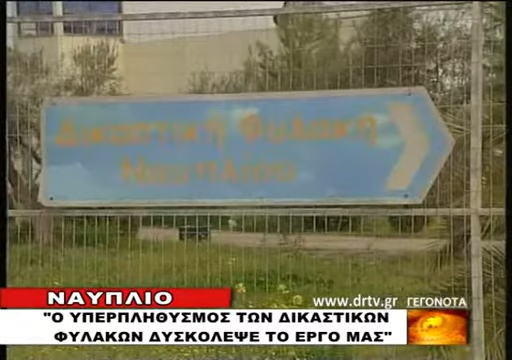 Δικαστική Φυλακή
Ναυπλίου
www.drtv.gr ΓΕΓΟΝΟΤΑ
ΝΑΥΠΛΙΟ
"Ο ΥΠΕΡΠΛΗΘΥΣΜΟΣ ΤΩΝ ΔΙΚΑΣΤΙΚΩΝ
ΦΥΛΑΚΩΝ ΔΥΣΚΟΛΕΨΕ ΤΟ ΕΡΓΟ ΜΑΣ"